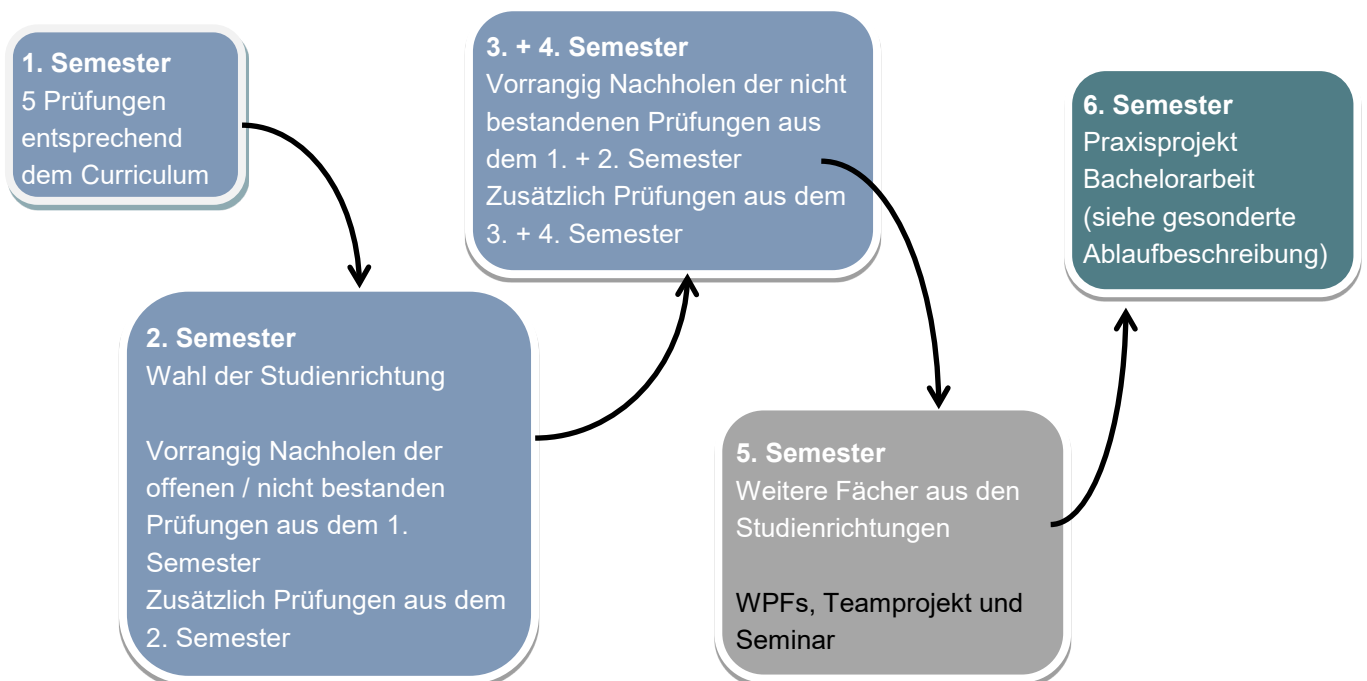 1. Semester
5 Prüfungen
entsprechend
dem Curriculum
2. Semester
Wahl der Studienrichtung
Vorrangig Nachholen der
offenen / nicht bestanden
Prüfungen aus dem 1.
Semester
Zusätzlich Prüfungen aus dem
2. Semester
3. + 4. Semester
Vorrangig Nachholen der nicht
bestandenen Prüfungen aus
dem 1. + 2. Semester
Zusätzlich Prüfungen aus dem
3. + 4. Semester
5. Semester
Weitere Fächer aus den
Studienrichtungen
WPFs, Teamprojekt und
Seminar
6. Semester
Praxisprojekt
Bachelorarbeit
(siehe gesonderte
Ablaufbeschreibung)